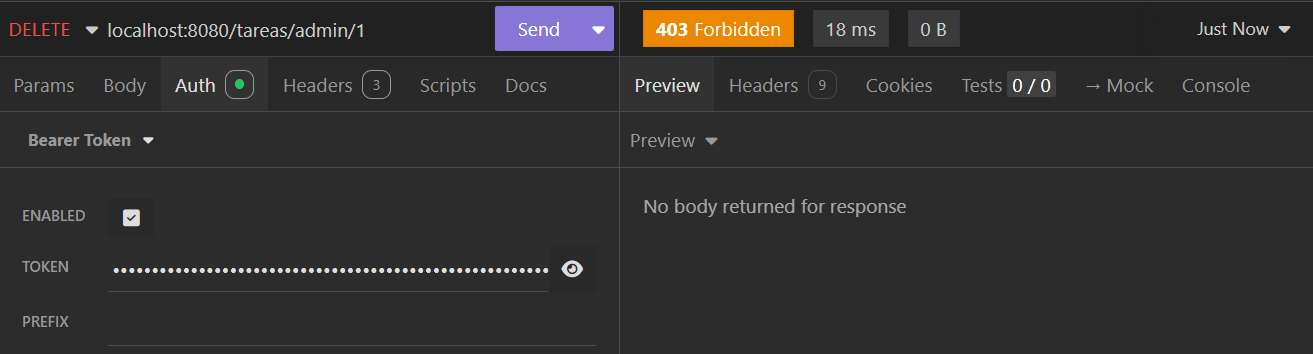 DELETE localhost:8080/tareas/admin/1 Send 403 Forbidden 18 ms 0 B Just Now
Params Body Auth Headers 3 Scripts Docs Preview Headers 9 Cookies Tests 0 / 0 → Mock Console
Bearer Token Preview
ENABLED No body returned for response
TOKEN ••••••••••••••••••••••••••••••••••••••••••••••••••••••••
PREFIX